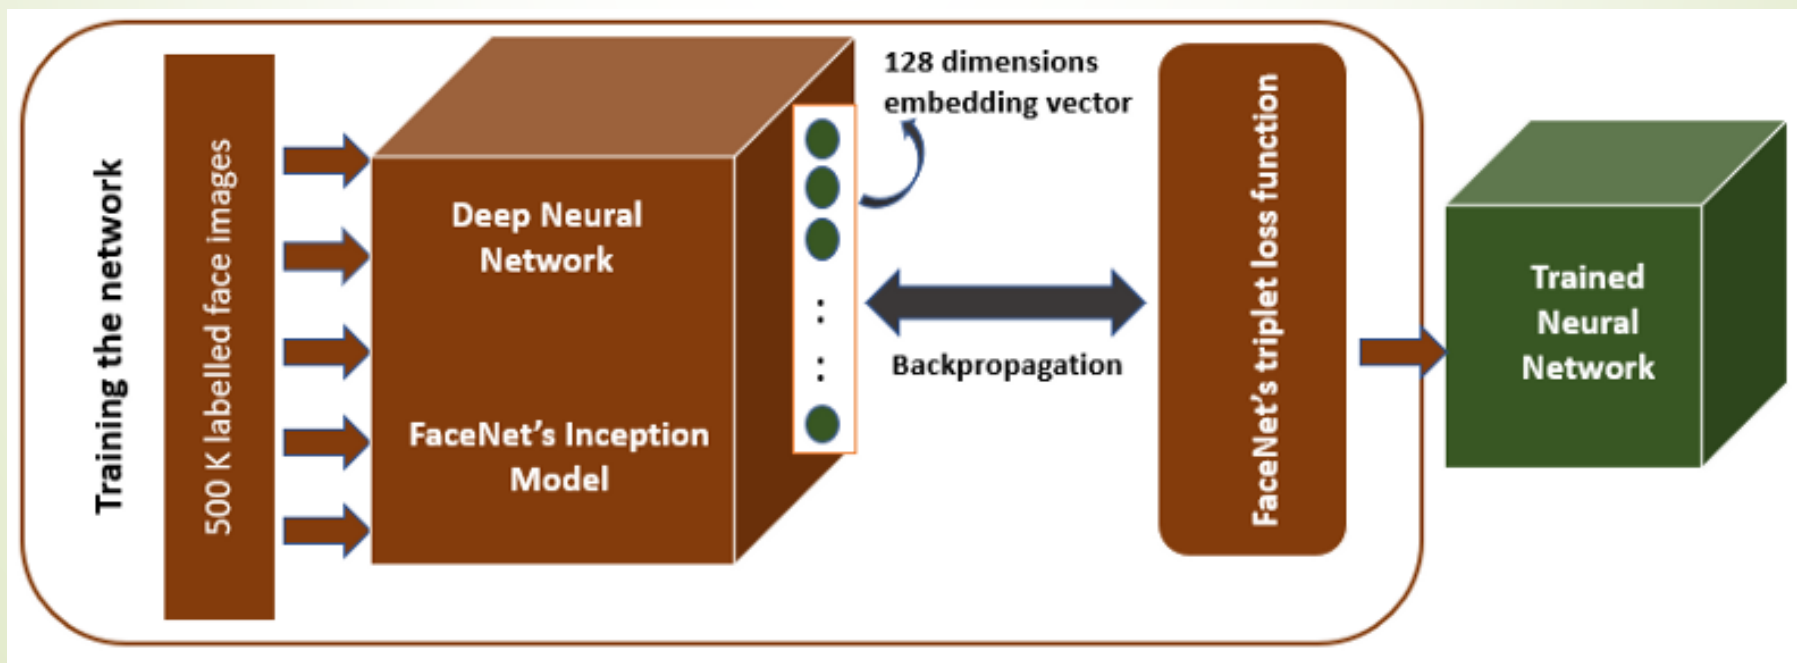 Training the network
500 K labelled face images
Deep Neural
Network
FaceNet's Inception
Model
128 dimensions
embedding vector
:
:
Backpropagation
FaceNet's triplet loss function
Trained
Neural
Network